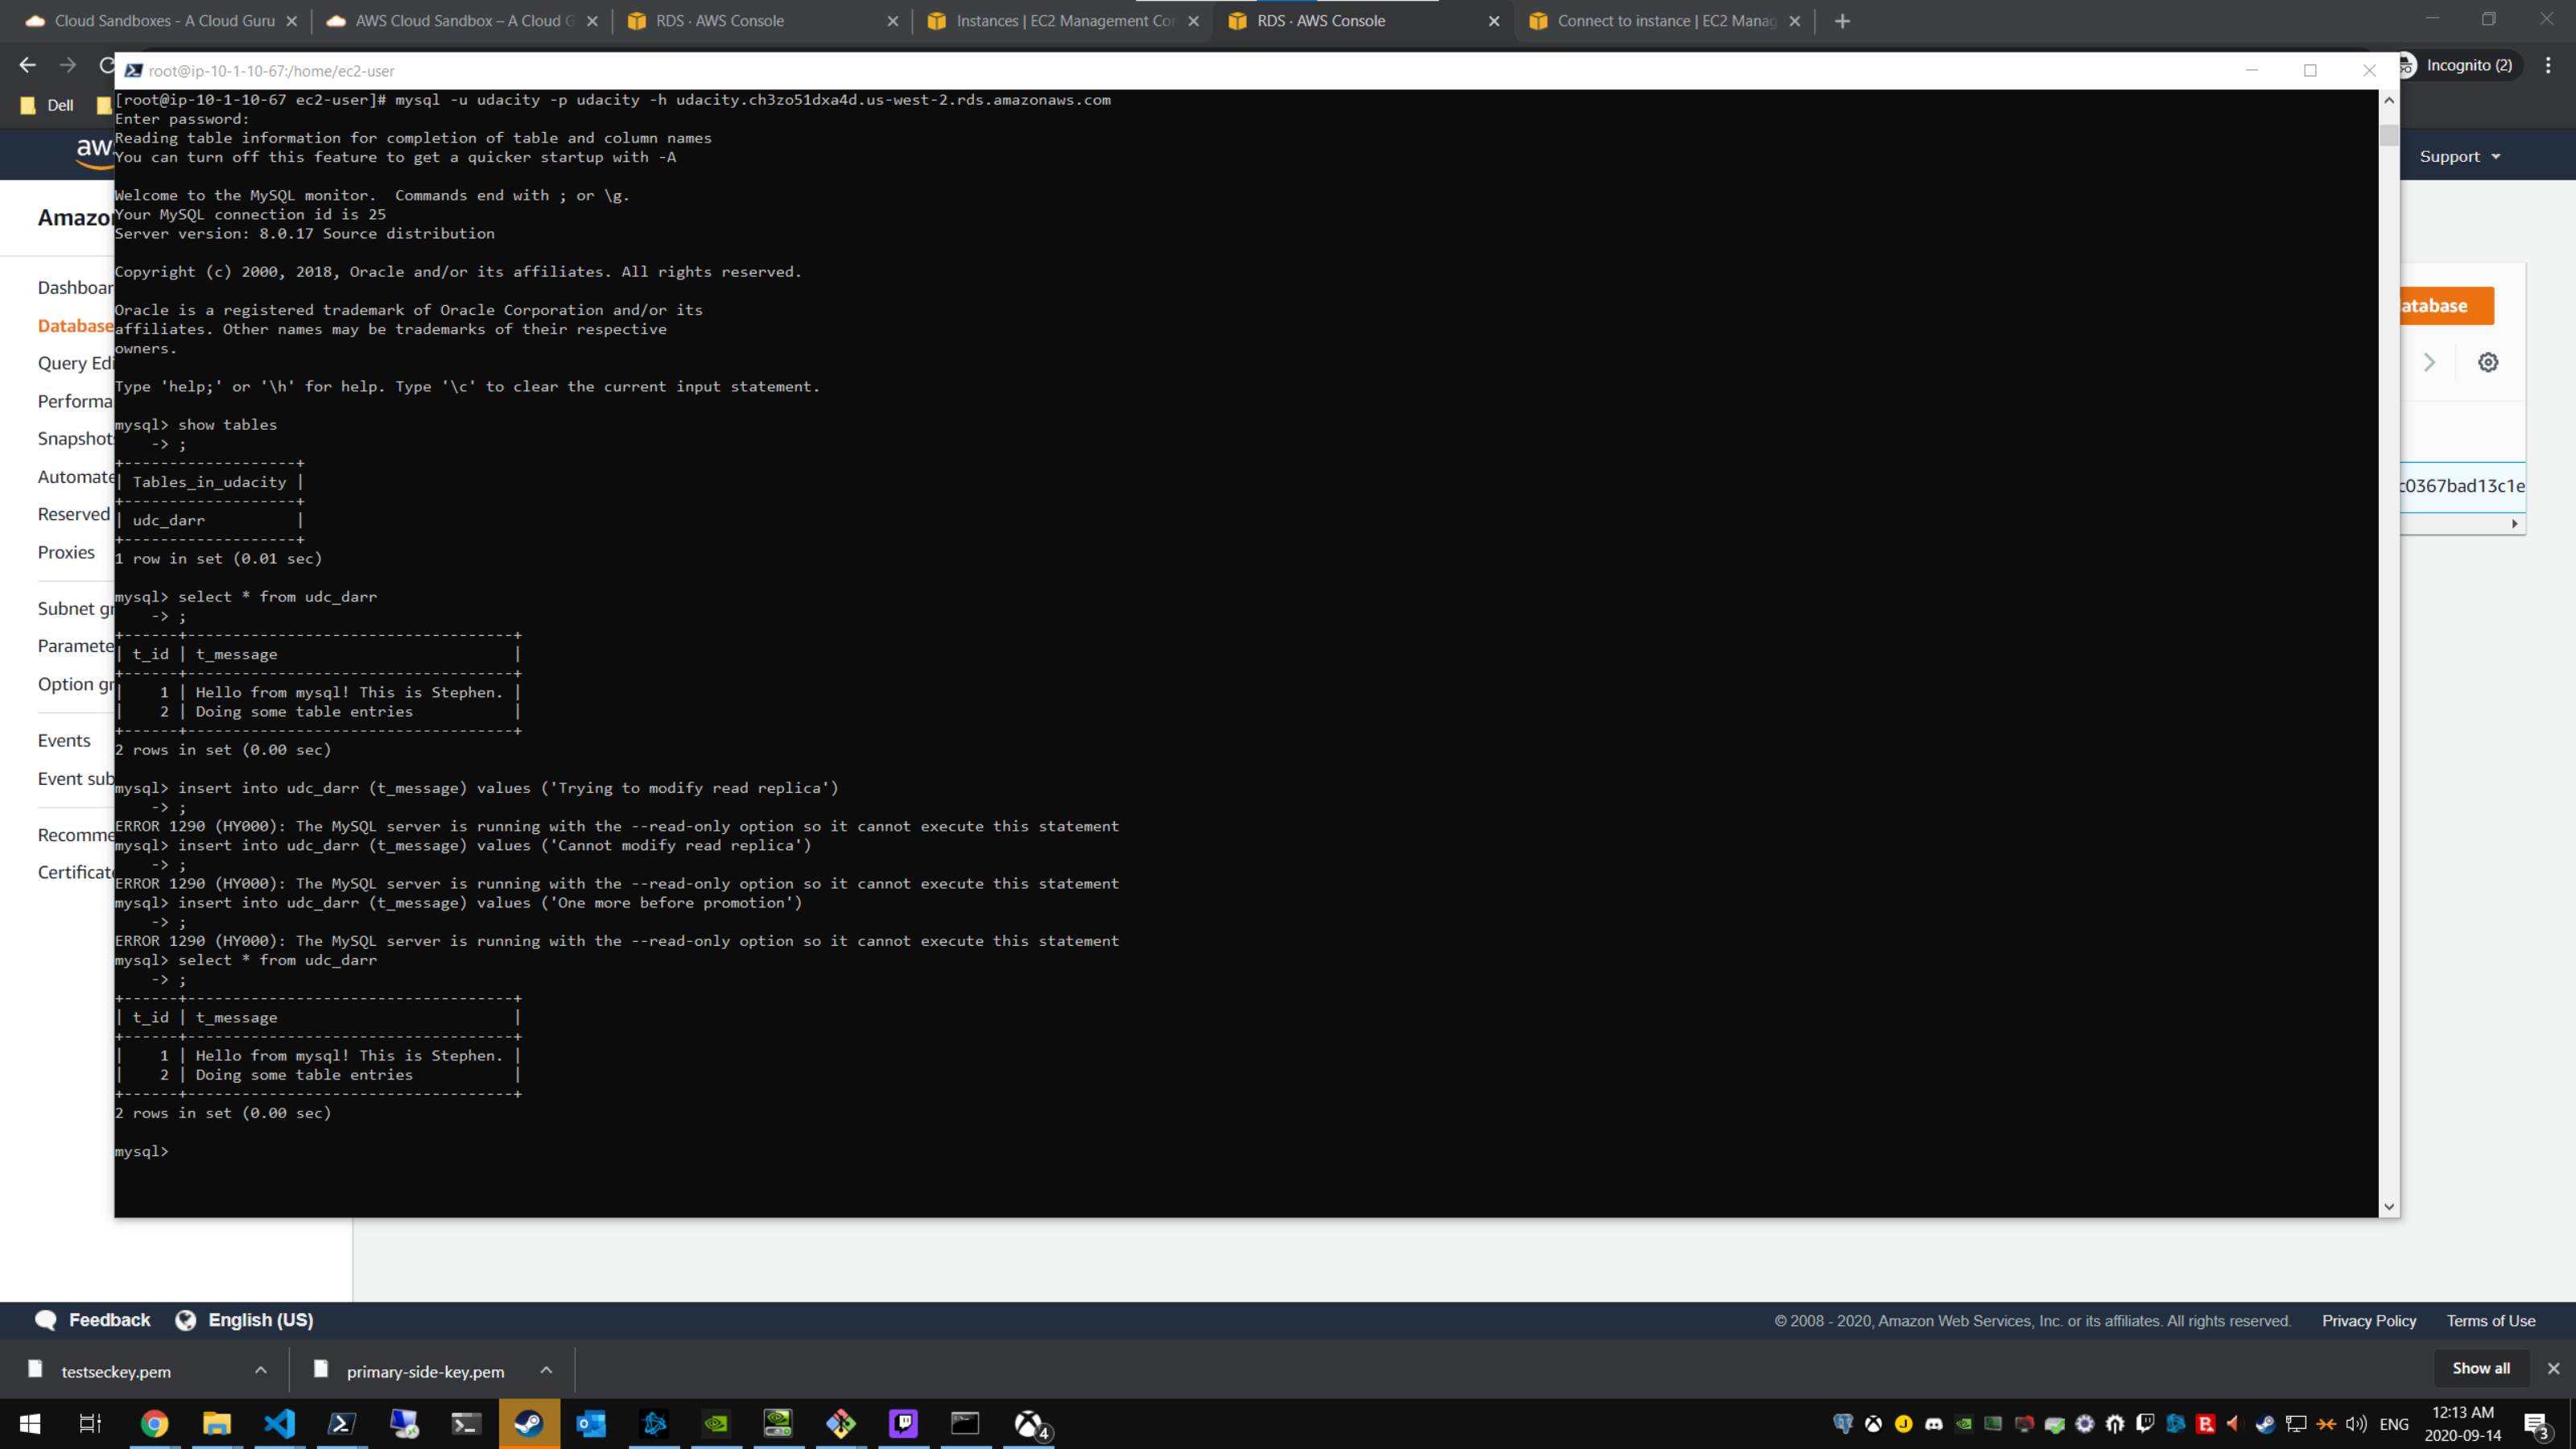 Cloud Sandboxes - A Cloud Guru
AWS Cloud Sandbox – A Cloud G
RDS · AWS Console
Instances | EC2 Management Con
RDS · AWS Console
Connect to instance | EC2 Manag
Incognito (2)
root@ip-10-1-10-67:/home/ec2-user
Dell
aw
Support
Amazo
Dashboar
Database
Query Edi
Performa
Snapshot
Automate
Reserved
Proxies
Subnet gr
Paramete
Option gr
Events
Event sub
Recomme
Certificat
[root@ip-10-1-10-67 ec2-user]# mysql -u udacity -p udacity -h udacity.ch3zo51dxa4d.us-west-2.rds.amazonaws.com
Enter password:
Reading table information for completion of table and column names
You can turn off this feature to get a quicker startup with -A
Welcome to the MySQL monitor.  Commands end with ; or \g.
Your MySQL connection id is 25
Server version: 8.0.17 Source distribution
Copyright (c) 2000, 2018, Oracle and/or its affiliates. All rights reserved.
Oracle is a registered trademark of Oracle Corporation and/or its
affiliates. Other names may be trademarks of their respective
owners.
Type 'help;' or '\h' for help. Type '\c' to clear the current input statement.
mysql> show tables
    -> ;
+-------------------+
| Tables_in_udacity |
+-------------------+
| udc_darr          |
+-------------------+
1 row in set (0.01 sec)
mysql> select * from udc_darr
    -> ;
+------+------------------------------------+
| t_id | t_message                          |
+------+------------------------------------+
|    1 | Hello from mysql! This is Stephen. |
|    2 | Doing some table entries           |
+------+------------------------------------+
2 rows in set (0.00 sec)
mysql> insert into udc_darr (t_message) values ('Trying to modify read replica')
    -> ;
ERROR 1290 (HY000): The MySQL server is running with the --read-only option so it cannot execute this statement
mysql> insert into udc_darr (t_message) values ('Cannot modify read replica')
    -> ;
ERROR 1290 (HY000): The MySQL server is running with the --read-only option so it cannot execute this statement
mysql> insert into udc_darr (t_message) values ('One more before promotion')
    -> ;
ERROR 1290 (HY000): The MySQL server is running with the --read-only option so it cannot execute this statement
mysql> select * from udc_darr
    -> ;
+------+------------------------------------+
| t_id | t_message                          |
+------+------------------------------------+
|    1 | Hello from mysql! This is Stephen. |
|    2 | Doing some table entries           |
+------+------------------------------------+
2 rows in set (0.00 sec)
mysql>
atabase
c0367bad13c1e
Feedback
English (US)
© 2008 - 2020, Amazon Web Services, Inc. or its affiliates. All rights reserved.
Privacy Policy
Terms of Use
testseckey.pem
primary-side-key.pem
Show all
4
ENG
12:13 AM
2020-09-14
3